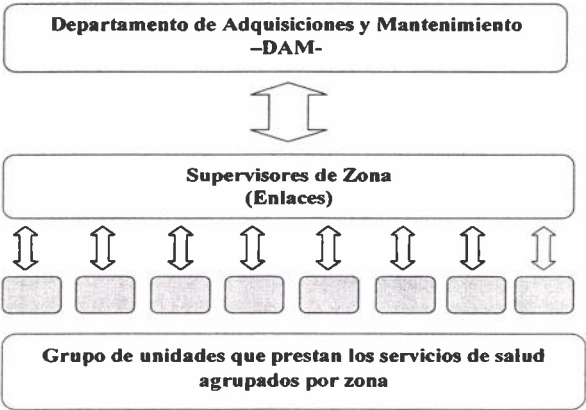 Departamento de Adquisiciones y Mantenimiento
–DAM-
Supervisores de Zona
(Enlaces)
Grupo de unidades que prestan los servicios de salud
agrupados por zona